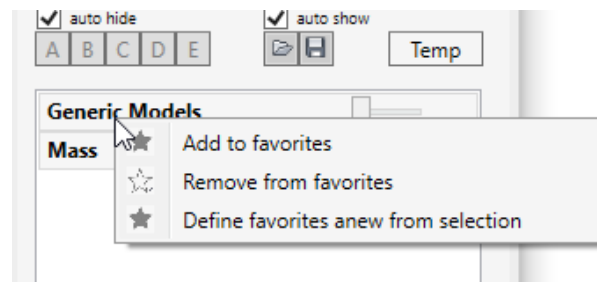 auto hide auto show
A B C D E Temp
Generic Models
Mass
Add to favorites
Remove from favorites
Define favorites anew from selection